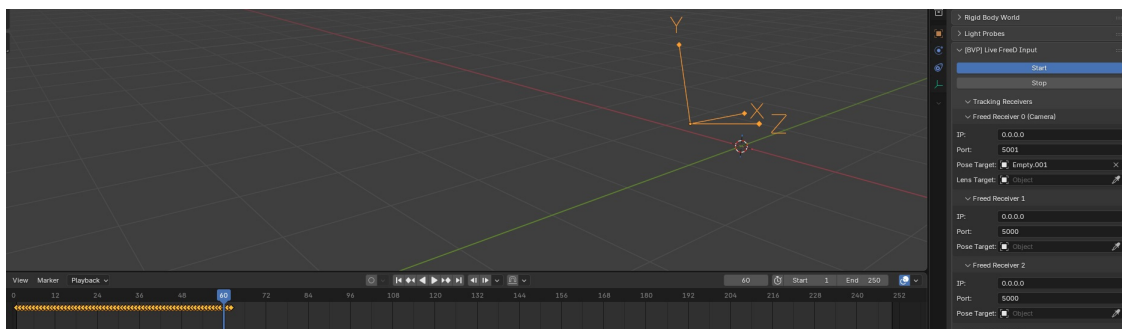 Y
X
Z
Rigid Body World
Light Probes
[BVP] Live FreeD Input
Start
Stop
Tracking Receivers
Freed Receiver 0 (Camera)
IP: 0.0.0.0
Port: 5001
Pose Target: Empty.001
Lens Target: Object
Freed Receiver 1
IP: 0.0.0.0
Port: 5000
Pose Target: Object
Freed Receiver 2
IP: 0.0.0.0
Port: 5000
Pose Target: Object
View Marker Playback 60 Start 1 End 250
0 12 24 36 48 60 72 84 96 108 120 132 144 156 168 180 192 204 216 228 240 252